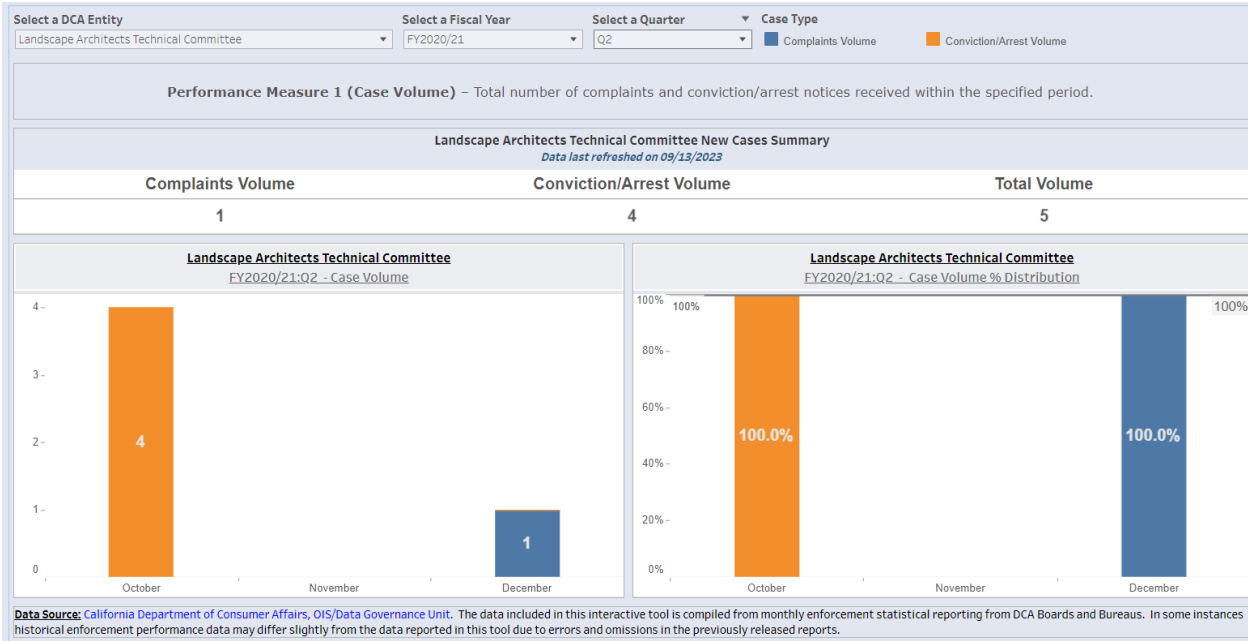 Select a DCA Entity
Select a Fiscal Year
Select a Quarter
Case Type
Landscape Architects Technical Committee
FY2020/21
Q2
Complaints Volume
Conviction/Arrest Volume
Performance Measure 1 (Case Volume) – Total number of complaints and conviction/arrest notices received within the specified period.
Landscape Architects Technical Committee New Cases Summary
Data last refreshed on 09/13/2023
Complaints Volume
Conviction/Arrest Volume
Total Volume
1
4
5
Landscape Architects Technical Committee
FY2020/21:Q2 - Case Volume
4
3
2
1
0
4
1
October
November
December
Landscape Architects Technical Committee
FY2020/21:Q2 - Case Volume % Distribution
100%
80%
60%
40%
20%
0%
100%
100%
100.0%
100.0%
October
November
December
Data Source: California Department of Consumer Affairs, OIS/Data Governance Unit. The data included in this interactive tool is compiled from monthly enforcement statistical reporting from DCA Boards and Bureaus. In some instances
historical enforcement performance data may differ slightly from the data reported in this tool due to errors and omissions in the previously released reports.